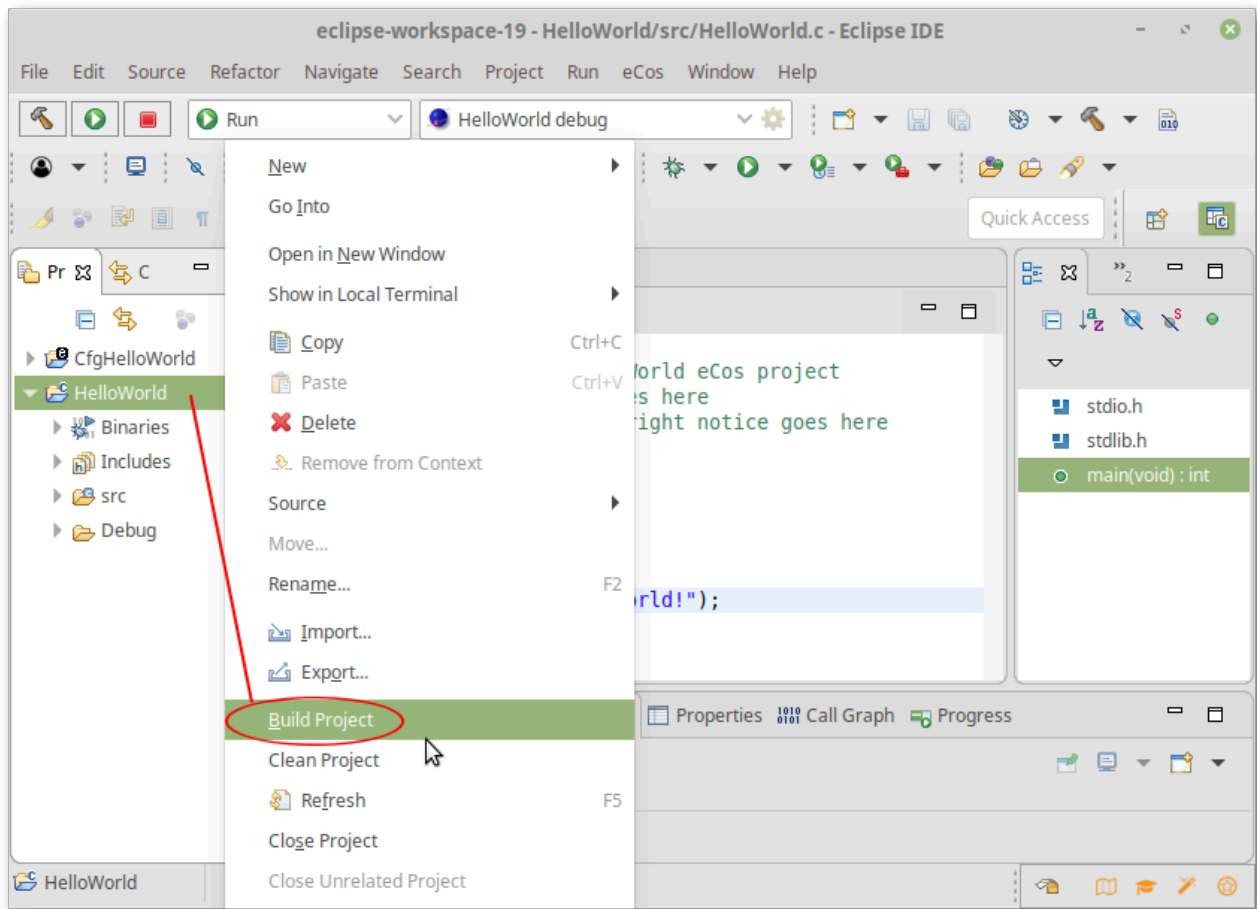 eclipse-workspace-19 - HelloWorld/src/HelloWorld.c - Eclipse IDE
File Edit Source Refactor Navigate Search Project Run eCos Window Help
Run
HelloWorld debug
010
Quick Access
Pr
C
CfgHelloWorld
HelloWorld
Binaries
Includes
src
Debug
New
Go Into
Open in New Window
Show in Local Terminal
Copy Ctrl+C
Paste Ctrl+V
Delete
Remove from Context
Source
Move...
Rename... F2
Import...
Export...
Build Project
Clean Project
Refresh F5
Close Project
Close Unrelated Project
World eCos project
s here
right notice goes here
rld!");
2
stdio.h
stdlib.h
main(void) : int
Properties Call Graph Progress
HelloWorld